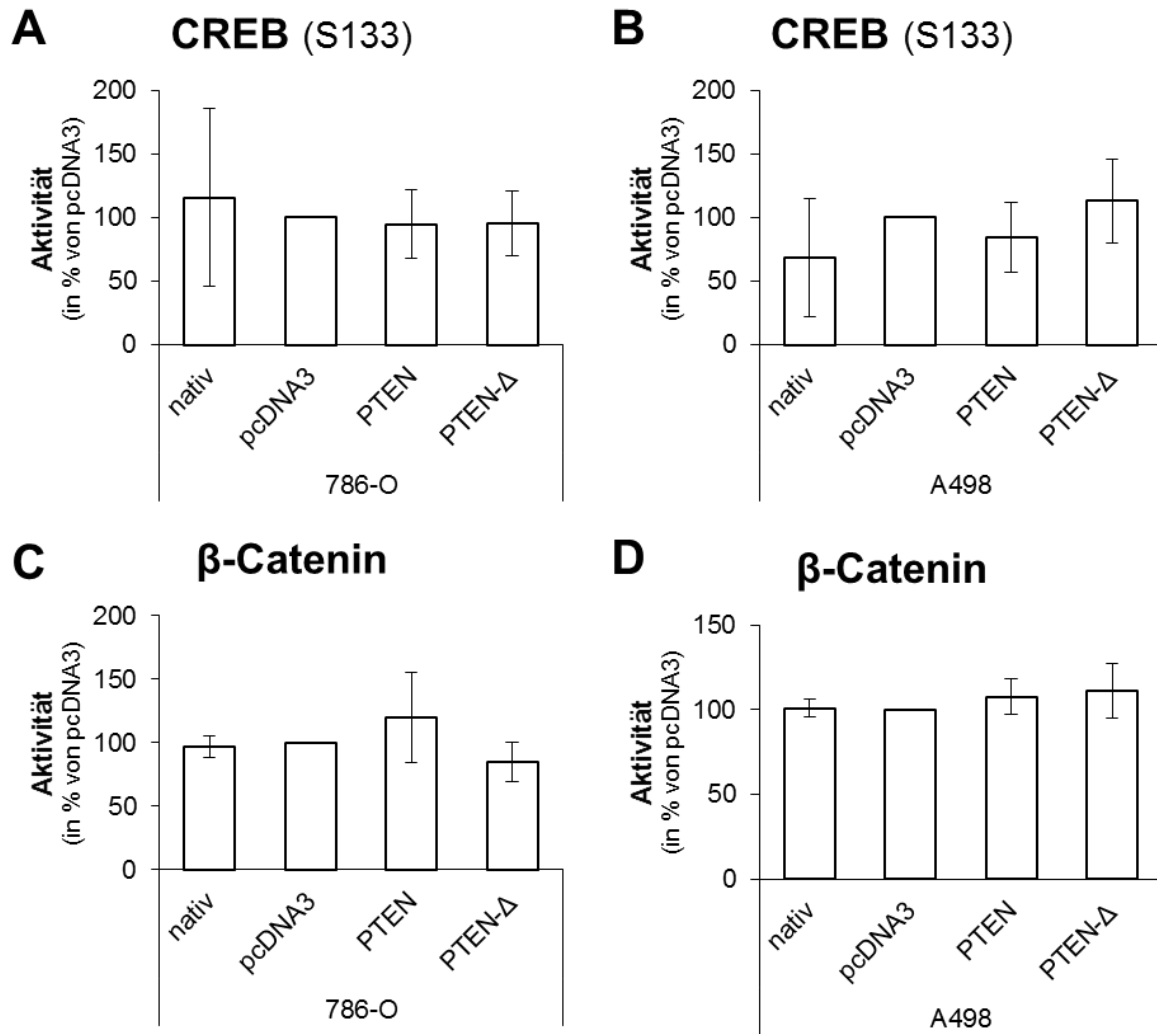 A
CREB (S133)
Aktivität
(in % von pcDNA3)
200
150
100
50
0
nativ
pcDNA3
PTEN
PTEN-Δ
786-O
B
CREB (S133)
Aktivität
(in % von pcDNA3)
200
150
100
50
0
nativ
pcDNA3
PTEN
PTEN-Δ
A498
C
β-Catenin
Aktivität
(in % von pcDNA3)
200
150
100
50
0
nativ
pcDNA3
PTEN
PTEN-Δ
786-O
D
β-Catenin
Aktivität
(in % von pcDNA3)
150
100
50
0
nativ
pcDNA3
PTEN
PTEN-Δ
A498